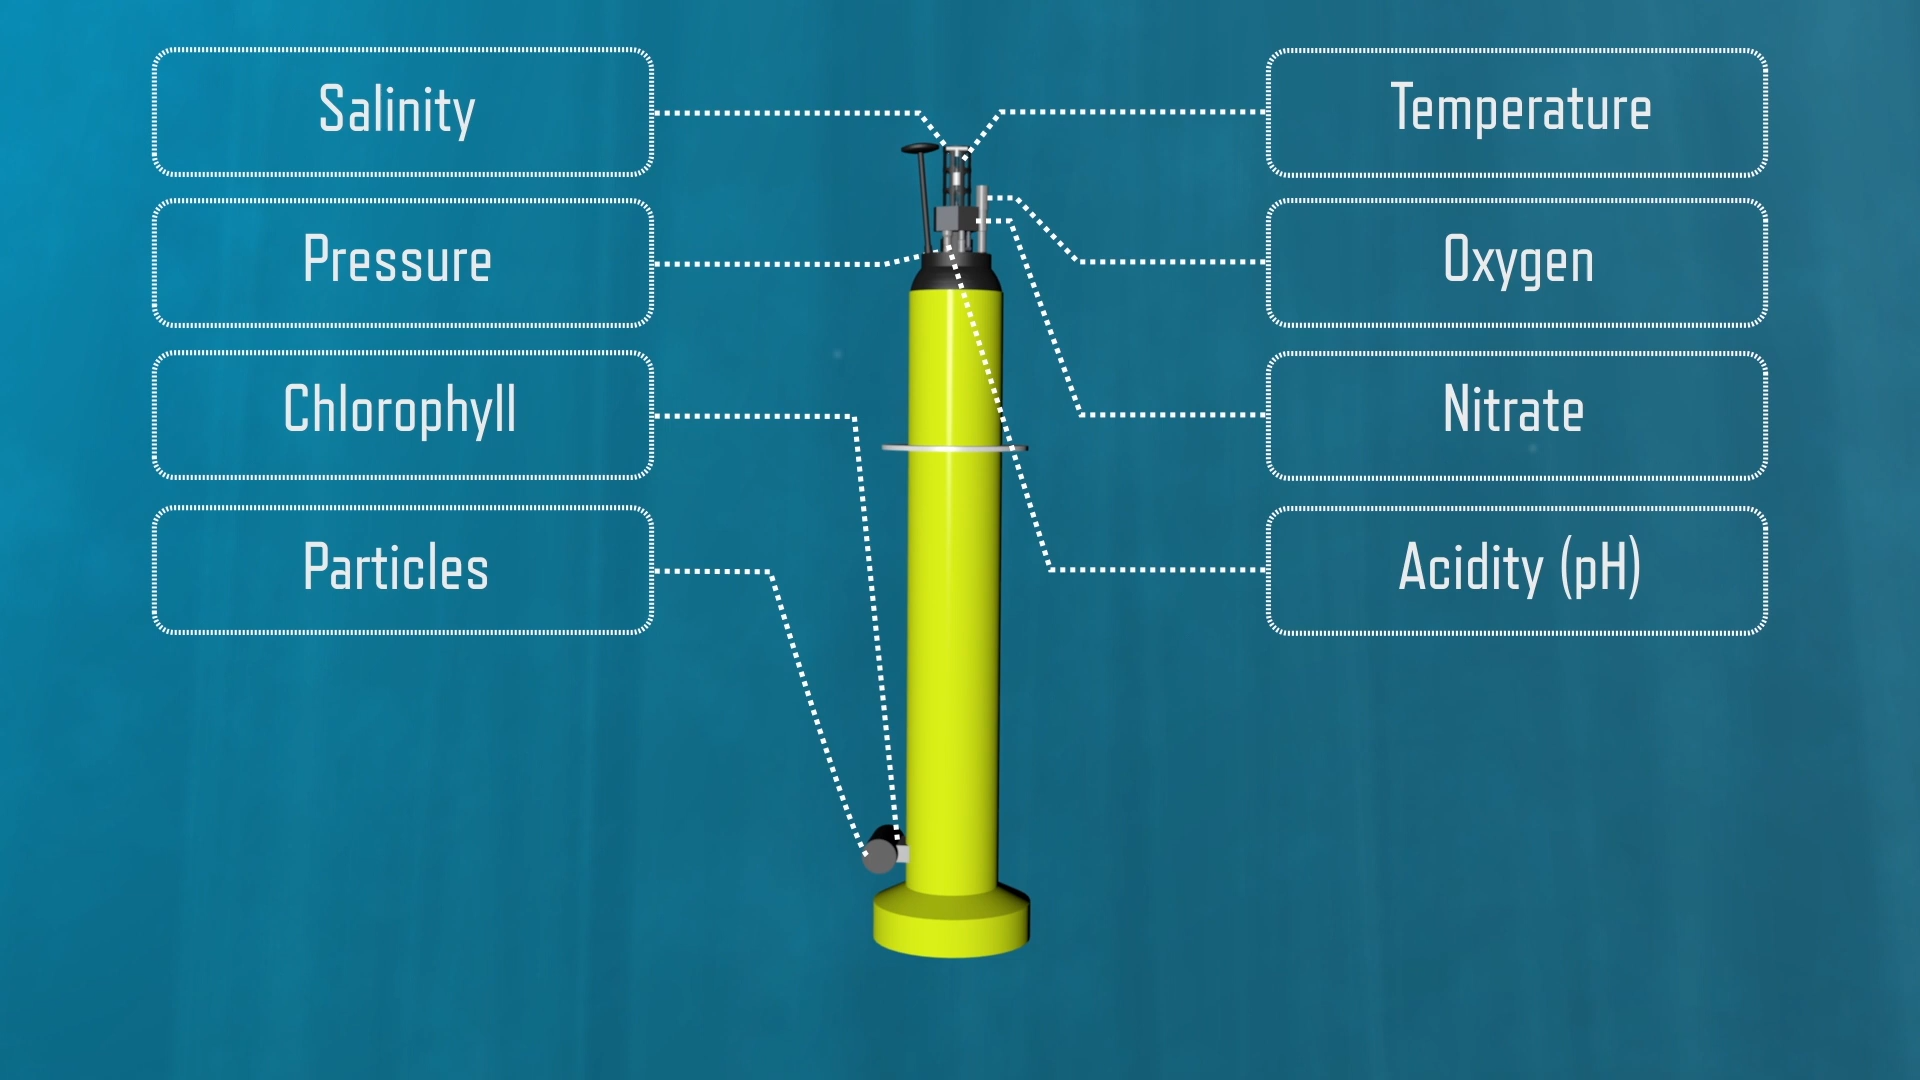 Salinity
Temperature
Pressure
Oxygen
Chlorophyll
Nitrate
Particles
Acidity (pH)